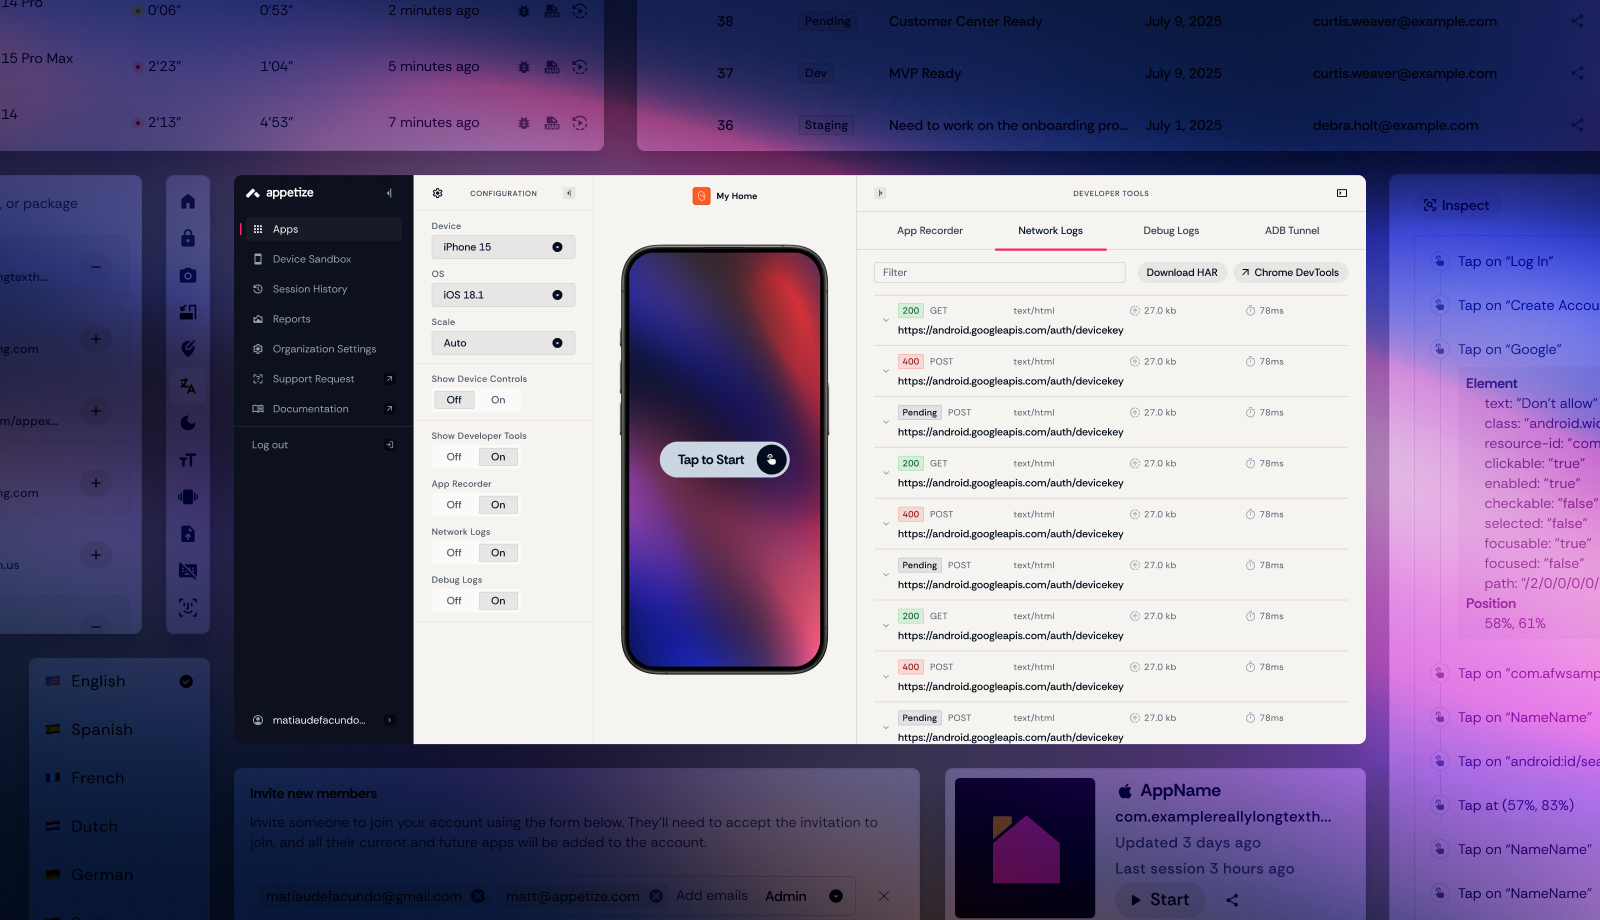 14 Pro
0'06"
0'53"
2 minutes ago
15 Pro Max
2'23"
1'04"
5 minutes ago
14
2'13"
4'53"
7 minutes ago
38
Pending
Customer Center Ready
July 9, 2025
curtis.weaver@example.com
37
Dev
MVP Ready
July 9, 2025
curtis.weaver@example.com
36
Staging
Need to work on the onboarding pro...
July 1, 2025
debra.holt@example.com
, or package
ngtexth...
ng.com
m/appex...
ng.com
n.us
appetize
Apps
Device Sandbox
Session History
Reports
Organization Settings
Support Request
Documentation
Log out
matiaudefacundo...
CONFIGURATION
Device
iPhone 15
OS
iOS 18.1
Scale
Auto
Show Device Controls
Off On
Show Developer Tools
Off On
App Recorder
Off On
Network Logs
Off On
Debug Logs
Off On
My Home
Tap to Start
DEVELOPER TOOLS
App Recorder
Network Logs
Debug Logs
ADB Tunnel
Filter
Download HAR
Chrome DevTools
200 GET text/html 27.0 kb 78ms
https://android.googleapis.com/auth/devicekey
400 POST text/html 27.0 kb 78ms
https://android.googleapis.com/auth/devicekey
Pending POST text/html 27.0 kb 78ms
https://android.googleapis.com/auth/devicekey
200 GET text/html 27.0 kb 78ms
https://android.googleapis.com/auth/devicekey
400 POST text/html 27.0 kb 78ms
https://android.googleapis.com/auth/devicekey
Pending POST text/html 27.0 kb 78ms
https://android.googleapis.com/auth/devicekey
200 GET text/html 27.0 kb 78ms
https://android.googleapis.com/auth/devicekey
400 POST text/html 27.0 kb 78ms
https://android.googleapis.com/auth/devicekey
Pending POST text/html 27.0 kb 78ms
https://android.googleapis.com/auth/devicekey
Inspect
Tap on "Log In"
Tap on "Create Accou
Tap on "Google"
Element
text: "Don't allow"
class: "android.wid
resource-id: "com
clickable: "true"
enabled: "true"
checkable: "false"
selected: "false"
focusable: "true"
focused: "false"
path: "/2/0/0/0/0/
Position
58%, 61%
Tap on "com.afwsamp
Tap on "NameName"
Tap on "android:id/sea
Tap at (57%, 83%)
Tap on "NameName"
Tap on "NameName"
English
Spanish
French
Dutch
German
Invite new members
Invite someone to join your account using the form below. They'll need to accept the invitation to
join, and all their current and future apps will be added to the account.
matiaudefacundo@gmail.com
matt@appetize.com
Add emails
Admin
AppName
com.examplereallylongtexth...
Updated 3 days ago
Last session 3 hours ago
Start